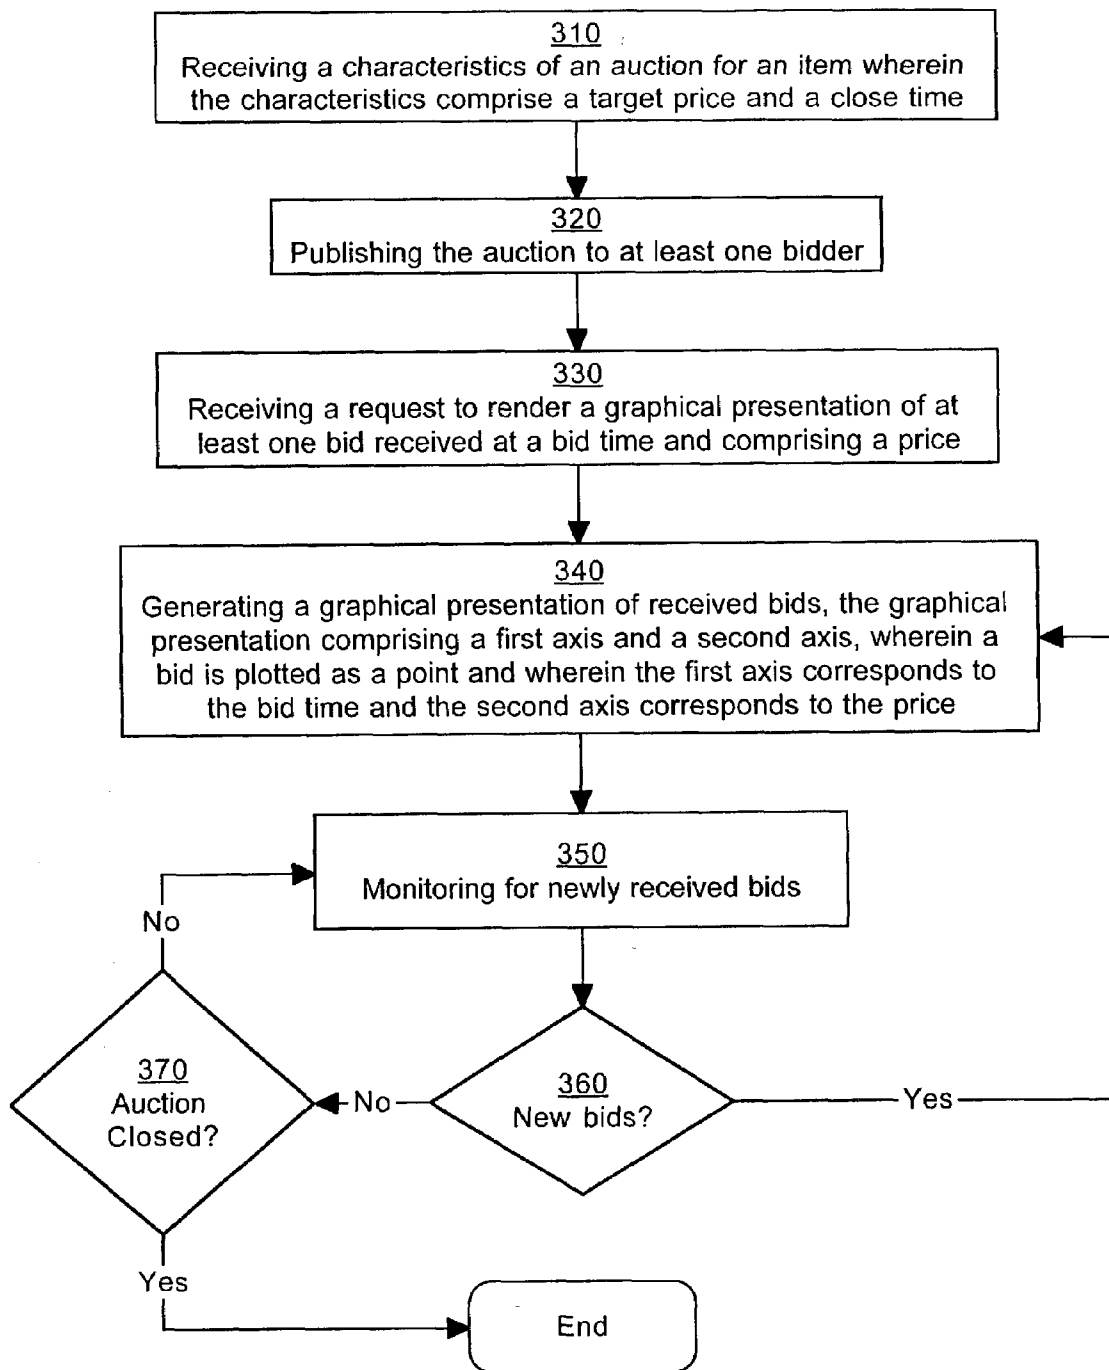 310
Receiving a characteristics of an auction for an item wherein
the characteristics comprise a target price and a close time
320
Publishing the auction to at least one bidder
330
Receiving a request to render a graphical presentation of at
least one bid received at a bid time and comprising a price
340
Generating a graphical presentation of received bids, the graphical
presentation comprising a first axis and a second axis, wherein a
bid is plotted as a point and wherein the first axis corresponds to
the bid time and the second axis corresponds to the price
350
Monitoring for newly received bids
No
370
Auction
Closed?
No
360
New bids?
Yes
Yes
End